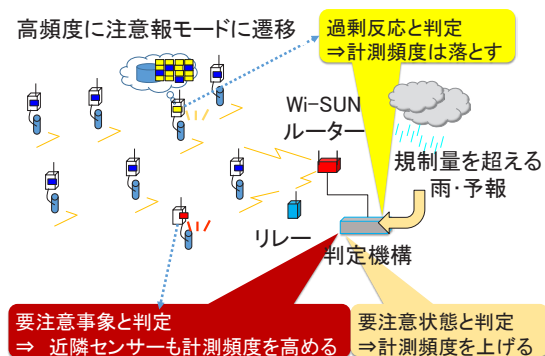 高頻度に注意報モードに遷移
過剰反応と判定
⇒計測頻度は落とす
Wi-SUN
ルーター
規制量を超える
雨・予報
リレー
判定機構
要注意事象と判定
⇒ 近隣センサーも計測頻度を高める
要注意状態と判定
⇒計測頻度を上げる